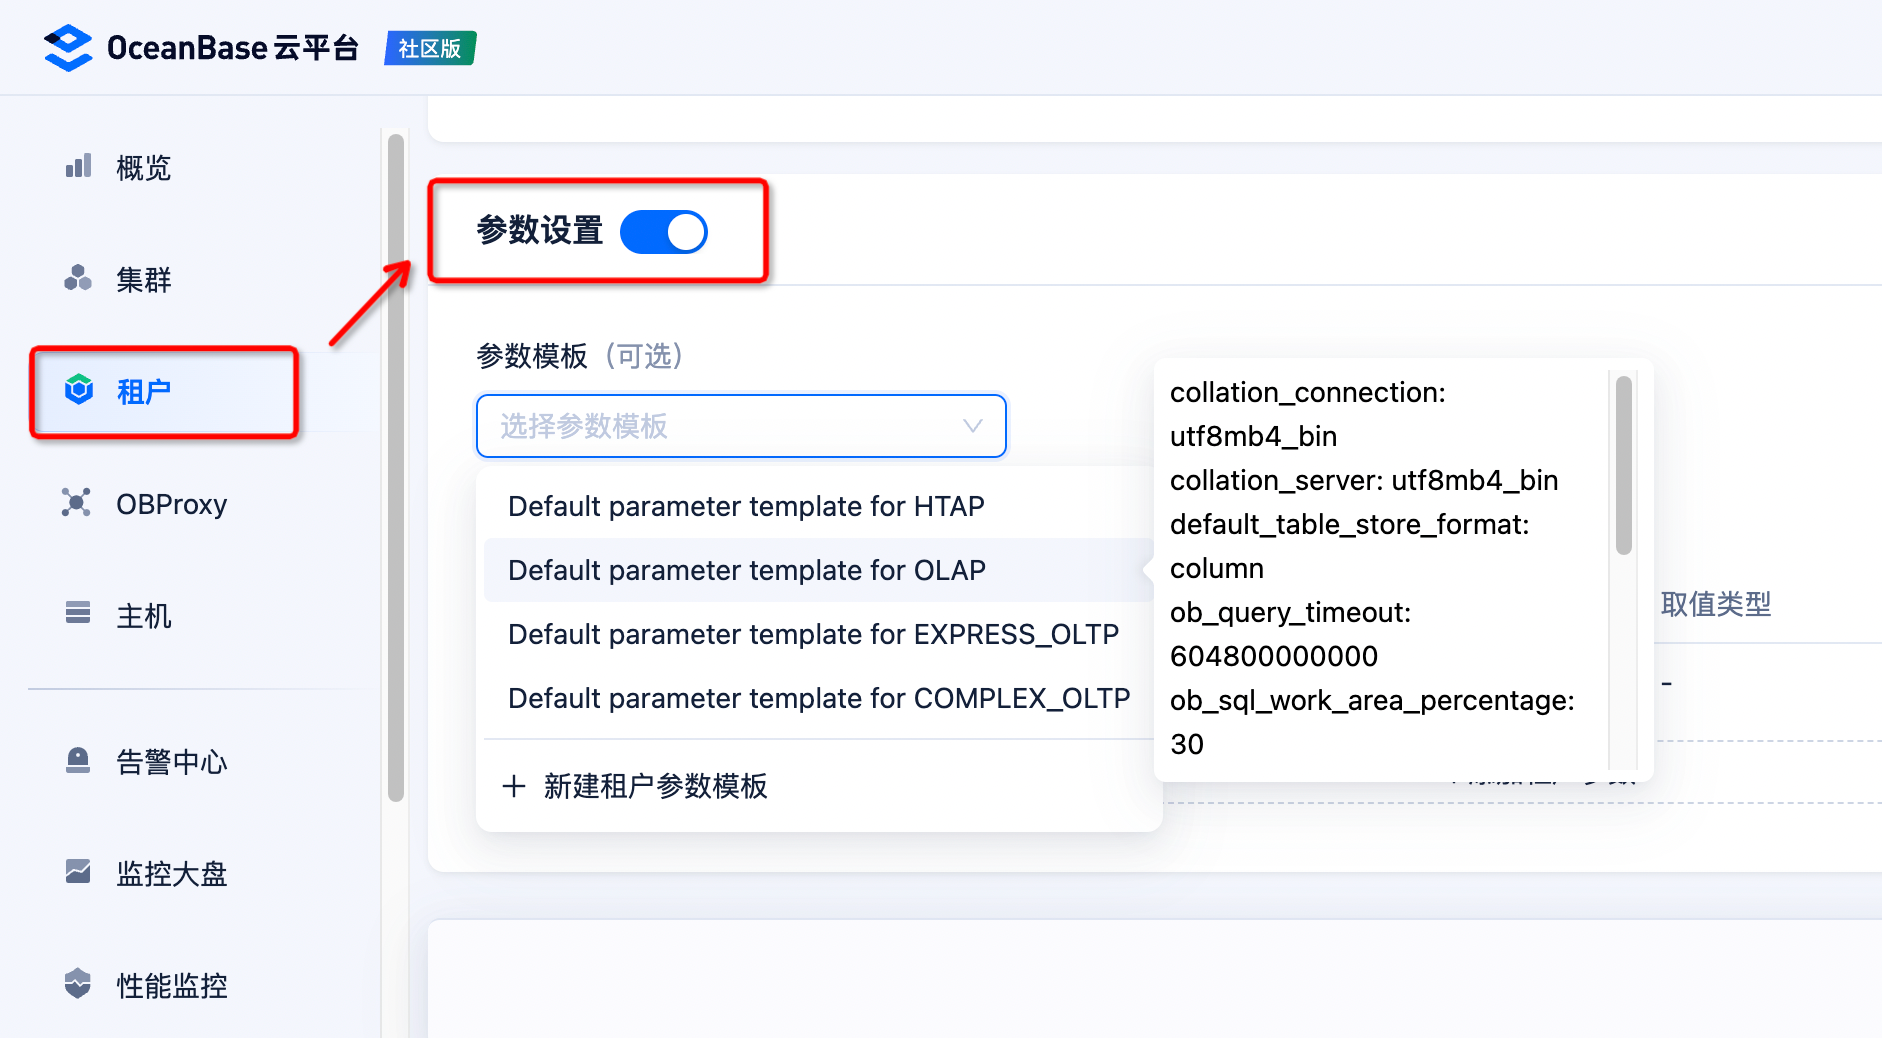 OceanBase 云平台 社区版
概览
集群
租户
OBProxy
主机
告警中心
监控大盘
性能监控
参数设置
参数模板（可选）
选择参数模板
Default parameter template for HTAP
Default parameter template for OLAP
Default parameter template for EXPRESS_OLTP
Default parameter template for COMPLEX_OLTP
+ 新建租户参数模板
collation_connection:
utf8mb4_bin
collation_server: utf8mb4_bin
default_table_store_format:
column
ob_query_timeout:
604800000000
ob_sql_work_area_percentage:
30
取值类型
-